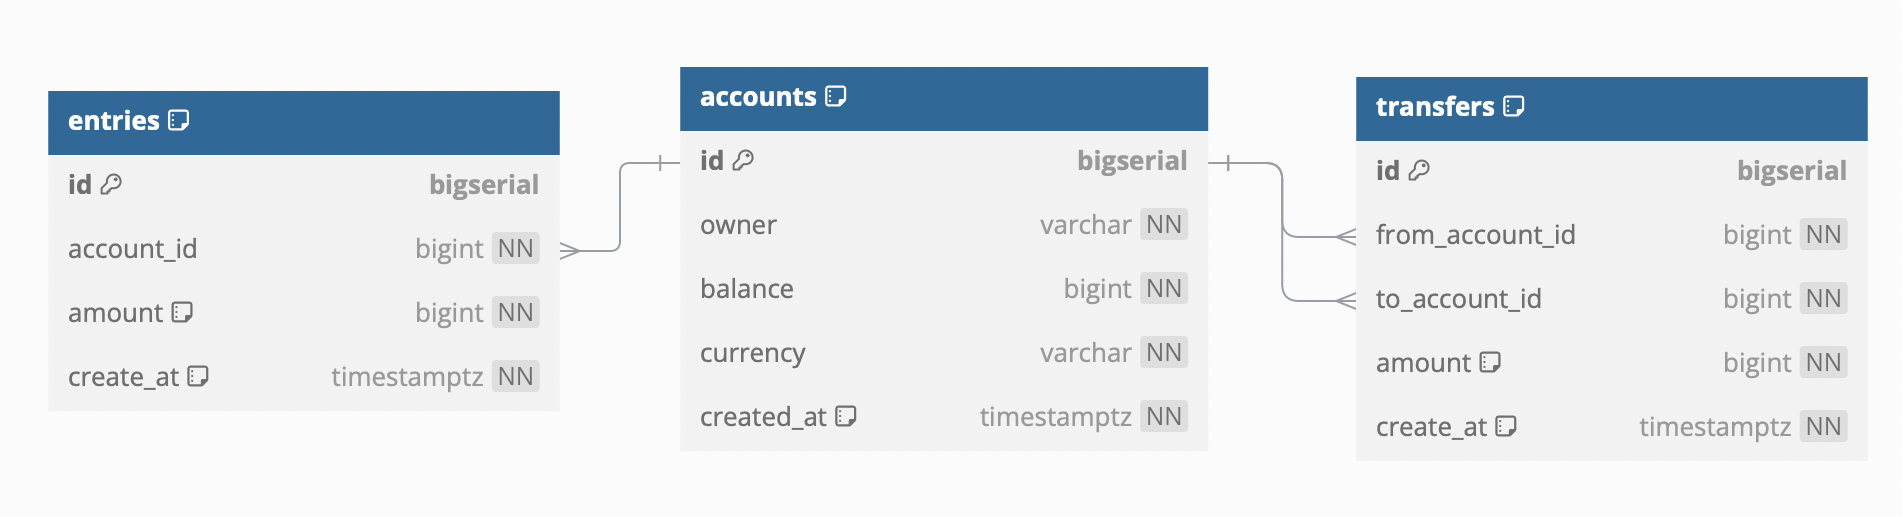 entries
id bigserial
account_id bigint NN
amount bigint NN
create_at timestamptz NN
accounts
id bigserial
owner varchar NN
balance bigint NN
currency varchar NN
created_at timestamptz NN
transfers
id bigserial
from_account_id bigint NN
to_account_id bigint NN
amount bigint NN
create_at timestamptz NN